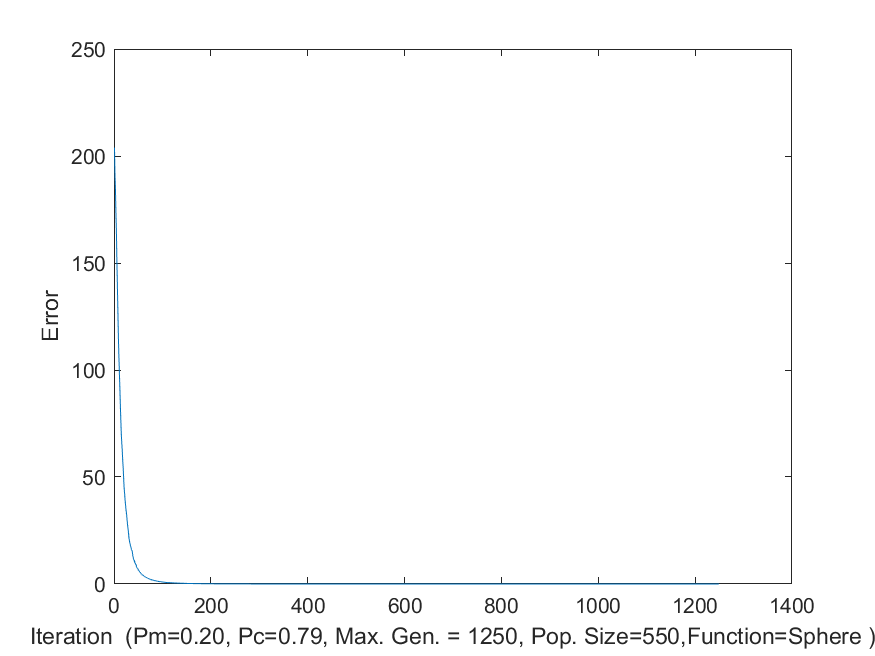 250
200
150
100
50
0
Error
0 200 400 600 800 1000 1200 1400
Iteration  (Pm=0.20, Pc=0.79, Max. Gen. = 1250, Pop. Size=550,Function=Sphere )